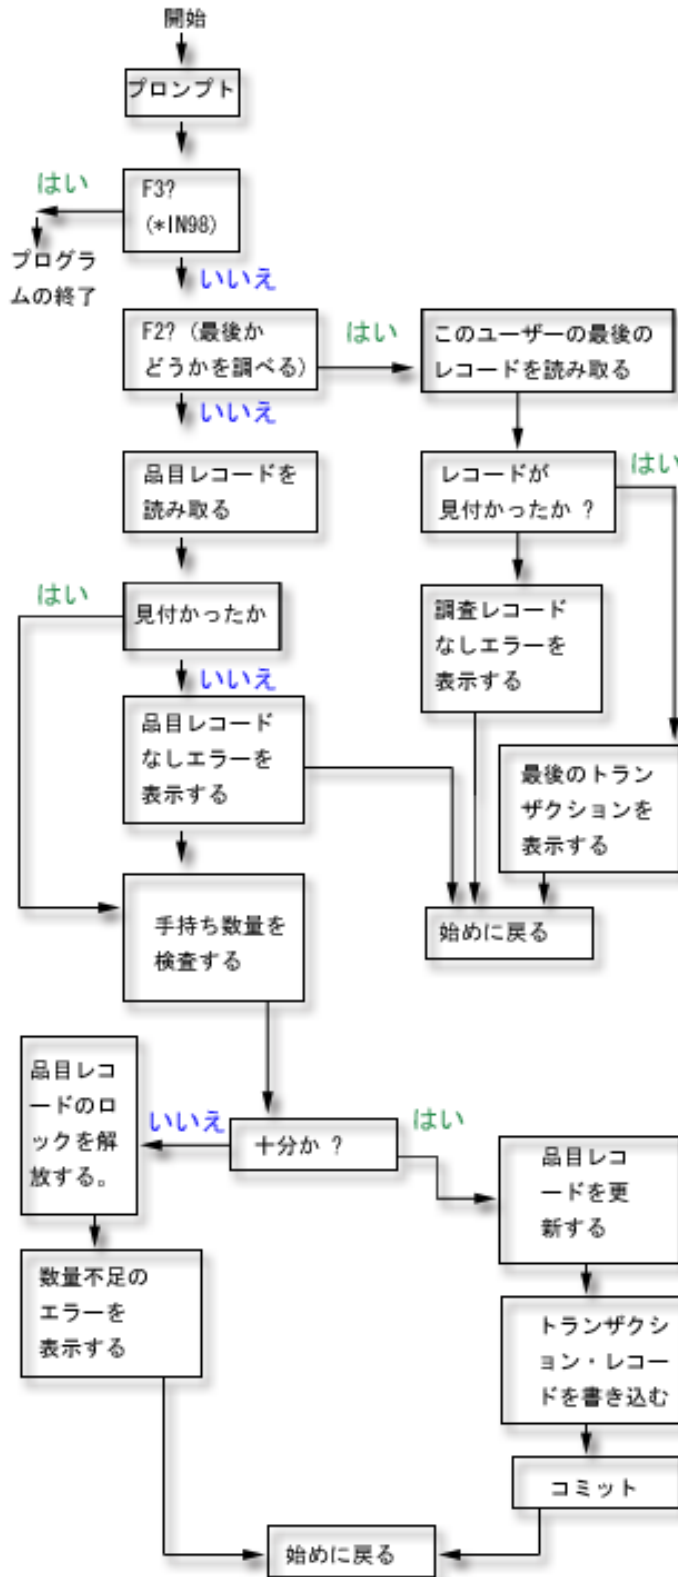 開始
プロンプト
はい
F3?
(*IN98)
プログラ
ムの終了
いいえ
F2? (最後か
どうかを調べる)
はい
このユーザーの最後の
レコードを読み取る
いいえ
品目レコードを
読み取る
レコードが
見付かったか ?
はい
はい
見付かったか
調査レコード
なしエラーを
表示する
いいえ
品目レコード
なしエラーを
表示する
最後のトラン
ザクションを
表示する
手持ち数量を
検査する
始めに戻る
品目レコ
ードのロ
ックを解
放する。
いいえ
十分か ?
はい
品目レコ
ードを更
新する
数量不足の
エラーを
表示する
トランザクシ
ョン・レコー
ドを書き込む
コミット
始めに戻る